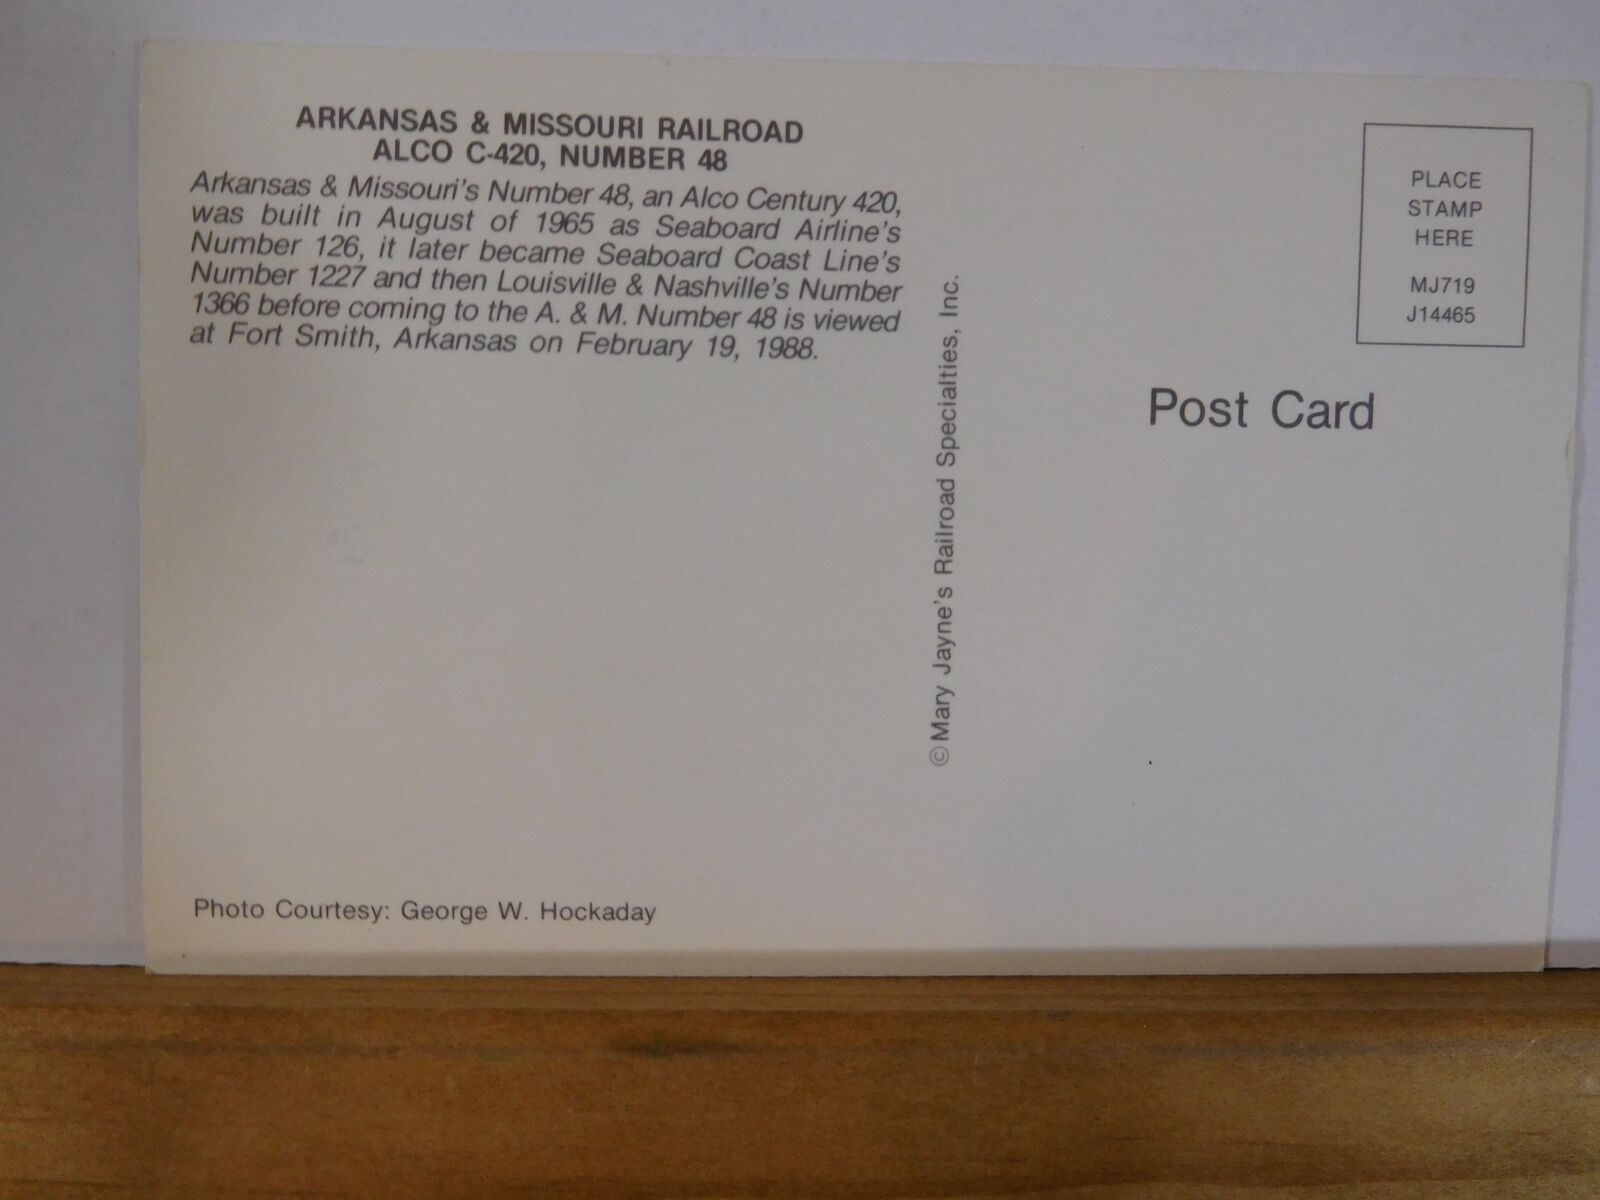 ARKANSAS & MISSOURI RAILROAD
ALCO C-420, NUMBER 48
Arkansas & Missouri's Number 48, an Alco Century 420,
was built in August of 1965 as Seaboard Airline's
Number 126, it later became Seaboard Coast Line's
Number 1227 and then Louisville & Nashville's Number
1366 before coming to the A. & M. Number 48 is viewed
at Fort Smith, Arkansas on February 19, 1988.
Photo Courtesy: George W. Hockaday
©Mary Jayne's Railroad Specialties, Inc.
PLACE
STAMP
HERE
MJ719
J14465
Post Card